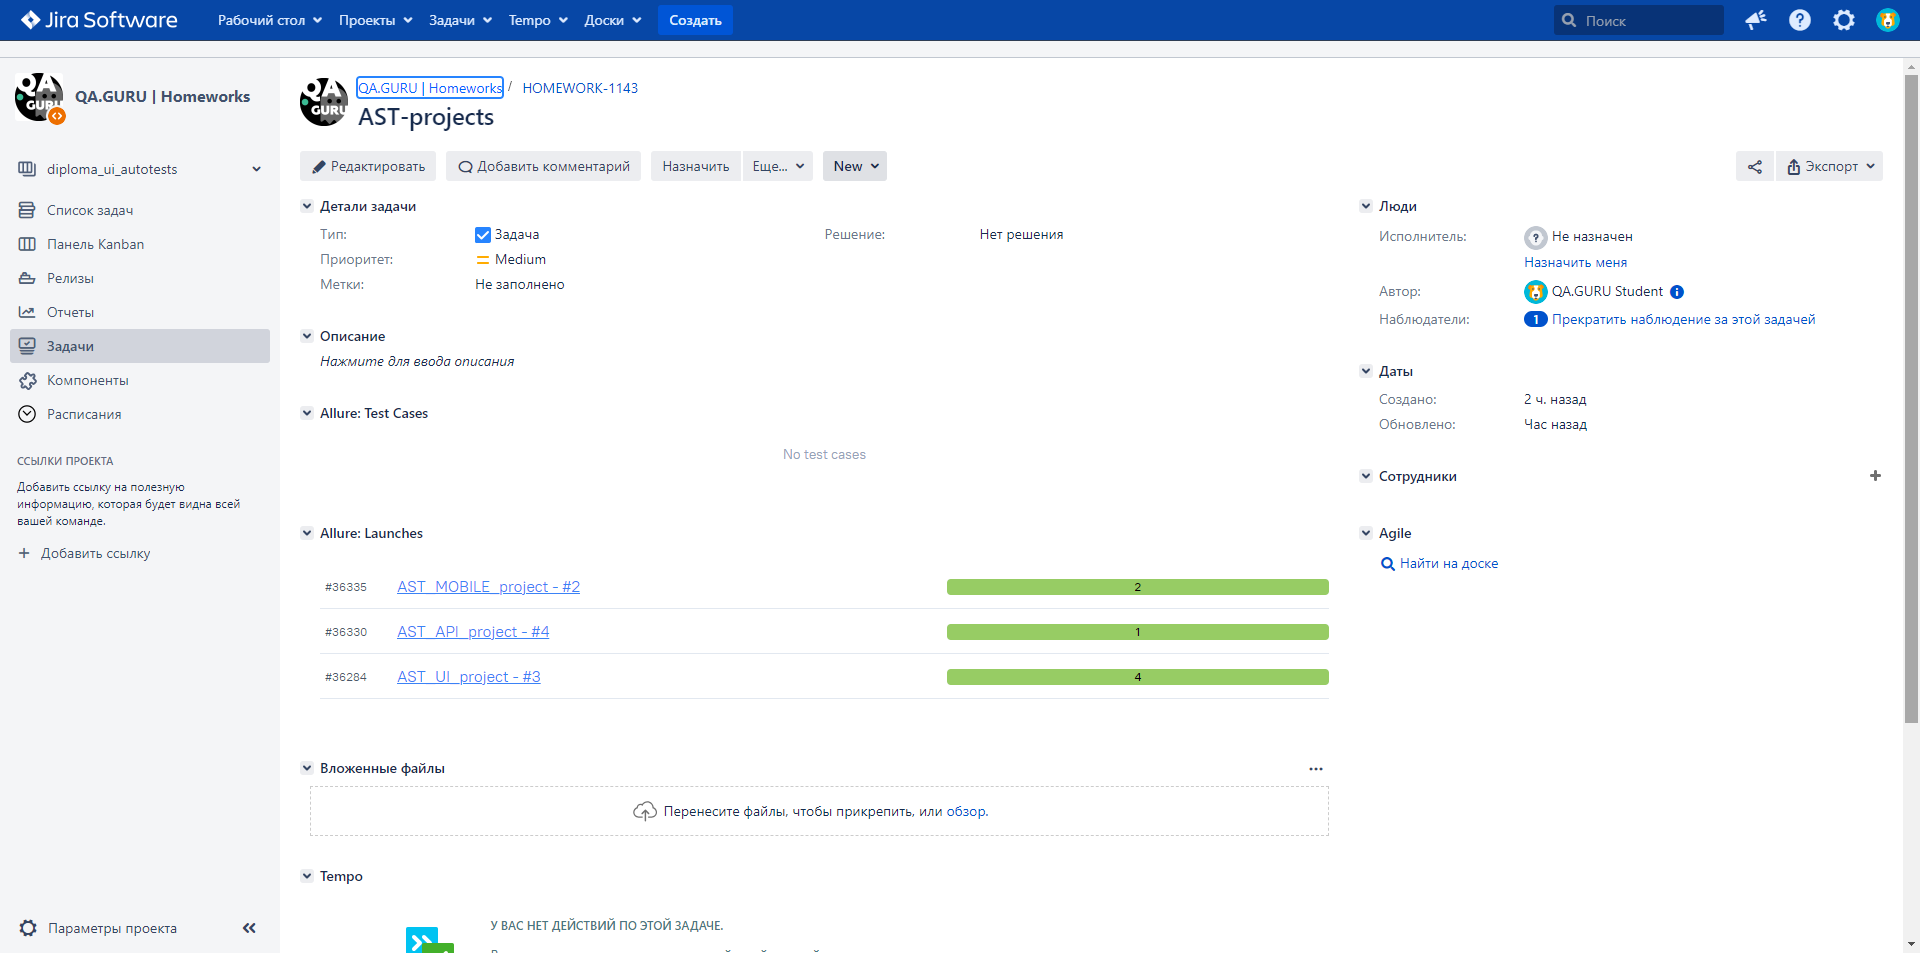 Jira Software
Рабочий стол
Проекты
Задачи
Tempo
Доски
Создать
Поиск
QA.GURU | Homeworks
diploma_ui_autotests
Список задач
Панель Kanban
Релизы
Отчеты
Задачи
Компоненты
Расписания
ССЫЛКИ ПРОЕКТА
Добавить ссылку на полезную
информацию, которая будет видна всей
вашей команде.
+ Добавить ссылку
Параметры проекта
QA.GURU | Homeworks / HOMEWORK-1143
AST-projects
Редактировать
Добавить комментарий
Назначить
Еще...
New
Экспорт
Детали задачи
Тип: Задача
Решение: Нет решения
Приоритет: Medium
Метки: Не заполнено
Описание
Нажмите для ввода описания
Allure: Test Cases
No test cases
Allure: Launches
#36335 AST_MOBILE_project - #2 2
#36330 AST_API_project - #4 1
#36284 AST_UI_project - #3 4
Вложенные файлы
Перенесите файлы, чтобы прикрепить, или обзор.
Tempo
У ВАС НЕТ ДЕЙСТВИЙ ПО ЭТОЙ ЗАДАЧЕ.
Люди
Исполнитель: Не назначен
Назначить меня
Автор: QA.GURU Student
Наблюдатели: 1 Прекратить наблюдение за этой задачей
Даты
Создано: 2 ч. назад
Обновлено: Час назад
Сотрудники
Agile
Найти на доске